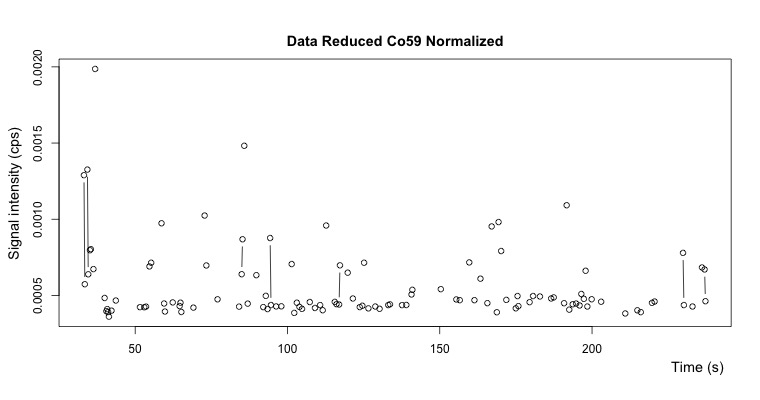 Data Reduced Co59 Normalized
Signal intensity (cps)
0.0020
0.0015
0.0010
0.0005
50 100 150 200
Time (s)